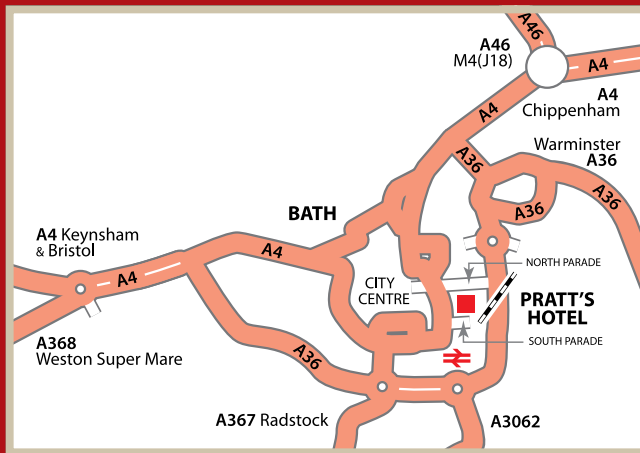 A46
A46
M4(J18)
A4
A4
Chippenham
A4
Warminster
A36
A36
A36
A36
BATH
A4 Keynsham
& Bristol
A4
A4
NORTH PARADE
CITY
CENTRE
PRATT'S
HOTEL
SOUTH PARADE
A368
Weston Super Mare
A36
A367 Radstock
A3062